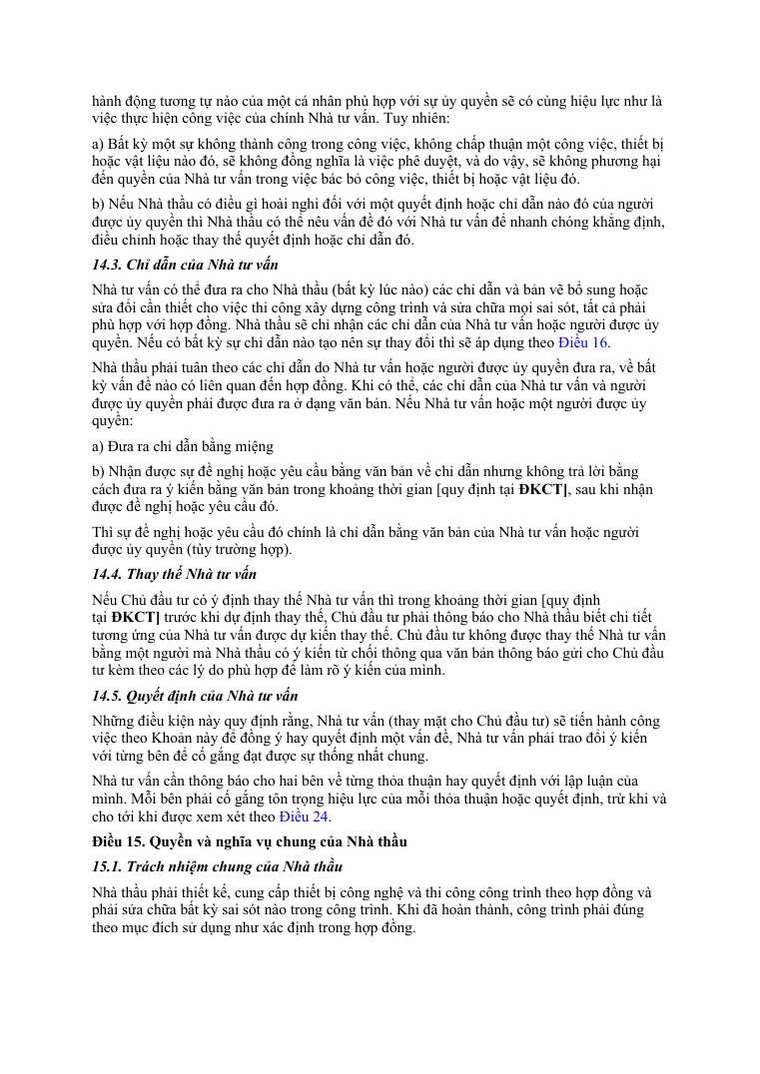 hành động tương tự nào của một cá nhân phù hợp với sự ủy quyền sẽ có cùng hiệu lực như là
việc thực hiện công việc của chính Nhà tư vấn. Tuy nhiên:
a) Bất kỳ một sự không thành công trong công việc, không chấp thuận một công việc, thiết bị
hoặc vật liệu nào đó, sẽ không đồng nghĩa là việc phê duyệt, và do vậy, sẽ không phương hại
đến quyền của Nhà tư vấn trong việc bác bỏ công việc, thiết bị hoặc vật liệu đó.
b) Nếu Nhà thầu có điều gì hoài nghi đối với một quyết định hoặc chỉ dẫn nào đó của người
được ủy quyền thì Nhà thầu có thể nêu vấn đề đó với Nhà tư vấn để nhanh chóng khẳng định,
điều chỉnh hoặc thay thế quyết định hoặc chỉ dẫn đó.
14.3. Chỉ dẫn của Nhà tư vấn
Nhà tư vấn có thể đưa ra cho Nhà thầu (bất kỳ lúc nào) các chỉ dẫn và bản vẽ bổ sung hoặc
sửa đổi cần thiết cho việc thi công xây dựng công trình và sửa chữa mọi sai sót, tất cả phải
phù hợp với hợp đồng. Nhà thầu sẽ chỉ nhận các chỉ dẫn của Nhà tư vấn hoặc người được ủy
quyền. Nếu có bất kỳ sự chỉ dẫn nào tạo nên sự thay đổi thì sẽ áp dụng theo Điều 16.
Nhà thầu phải tuân theo các chỉ dẫn do Nhà tư vấn hoặc người được ủy quyền đưa ra, về bất
kỳ vấn đề nào có liên quan đến hợp đồng. Khi có thể, các chỉ dẫn của Nhà tư vấn và người
được ủy quyền phải được đưa ra ở dạng văn bản. Nếu Nhà tư vấn hoặc một người được ủy
quyền:
a) Đưa ra chỉ dẫn bằng miệng
b) Nhận được sự đề nghị hoặc yêu cầu bằng văn bản về chỉ dẫn nhưng không trả lời bằng
cách đưa ra ý kiến bằng văn bản trong khoảng thời gian [quy định tại ĐKCT], sau khi nhận
được đề nghị hoặc yêu cầu đó.
Thì sự đề nghị hoặc yêu cầu đó chính là chỉ dẫn bằng văn bản của Nhà tư vấn hoặc người
được ủy quyền (tùy trường hợp).
14.4. Thay thế Nhà tư vấn
Nếu Chủ đầu tư có ý định thay thế Nhà tư vấn thì trong khoảng thời gian [quy định
tại ĐKCT] trước khi dự định thay thế, Chủ đầu tư phải thông báo cho Nhà thầu biết chi tiết
tương ứng của Nhà tư vấn được dự kiến thay thế. Chủ đầu tư không được thay thế Nhà tư vấn
bằng một người mà Nhà thầu có ý kiến từ chối thông qua văn bản thông báo gửi cho Chủ đầu
tư kèm theo các lý do phù hợp để làm rõ ý kiến của mình.
14.5. Quyết định của Nhà tư vấn
Những điều kiện này quy định rằng, Nhà tư vấn (thay mặt cho Chủ đầu tư) sẽ tiến hành công
việc theo Khoản này để đồng ý hay quyết định một vấn đề, Nhà tư vấn phải trao đổi ý kiến
với từng bên để cố gắng đạt được sự thống nhất chung.
Nhà tư vấn cần thông báo cho hai bên về từng thỏa thuận hay quyết định với lập luận của
mình. Mỗi bên phải cố gắng tôn trọng hiệu lực của mỗi thỏa thuận hoặc quyết định, trừ khi và
cho tới khi được xem xét theo Điều 24.
Điều 15. Quyền và nghĩa vụ chung của Nhà thầu
15.1. Trách nhiệm chung của Nhà thầu
Nhà thầu phải thiết kế, cung cấp thiết bị công nghệ và thi công công trình theo hợp đồng và
phải sửa chữa bất kỳ sai sót nào trong công trình. Khi đã hoàn thành, công trình phải đúng
theo mục đích sử dụng như xác định trong hợp đồng.